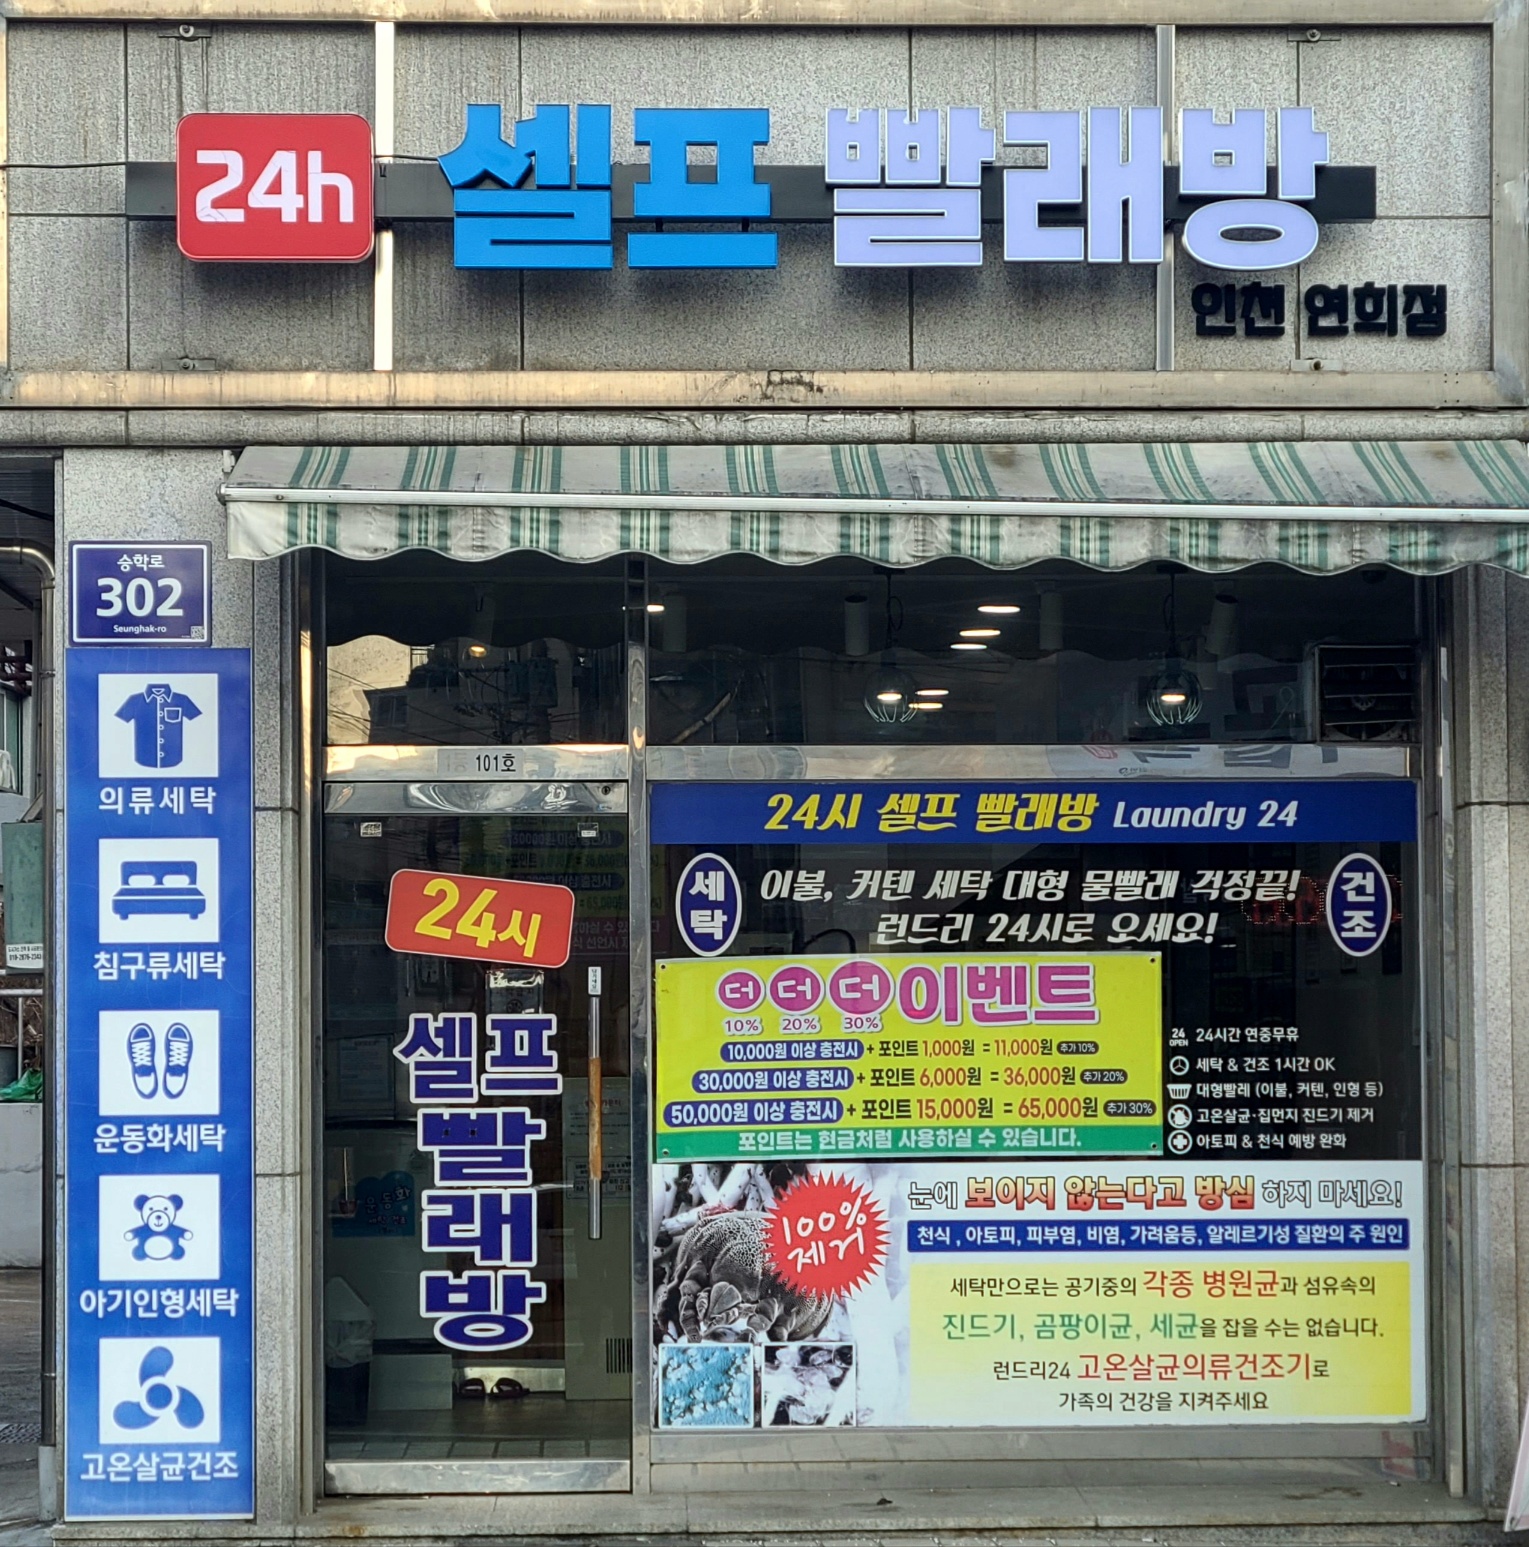 24h 셀프 빨래방
인천 연희점
승학로
302
Seunghak-ro
의류세탁
침구류세탁
운동화세탁
아기인형세탁
고온살균건조
101호
24시
셀프
빨래방
24시 셀프 빨래방 Laundry 24
세탁
이불, 커텐 세탁 대형 물빨래 걱정끝!
런드리 24시로 오세요!
건조
더 더 더 이벤트
10% 20% 30%
10,000원 이상 충전시 + 포인트 1,000원 = 11,000원 추가 10%
30,000원 이상 충전시 + 포인트 6,000원 = 36,000원 추가 20%
50,000원 이상 충전시 + 포인트 15,000원 = 65,000원 추가 30%
포인트는 현금처럼 사용하실 수 있습니다.
24 OPEN 24시간 연중무휴
세탁 & 건조 1시간 OK
대형빨래 (이불, 커텐, 인형 등)
고온살균·집먼지 진드기 제거
아토피 & 천식 예방 완화
100%
제거
눈에 보이지 않는다고 방심 하지 마세요!
천식 , 아토피, 피부염, 비염, 가려움등, 알레르기성 질환의 주 원인
세탁만으로는 공기중의 각종 병원균과 섬유속의
진드기, 곰팡이균, 세균을 잡을 수는 없습니다.
런드리24 고온살균의류건조기로
가족의 건강을 지켜주세요